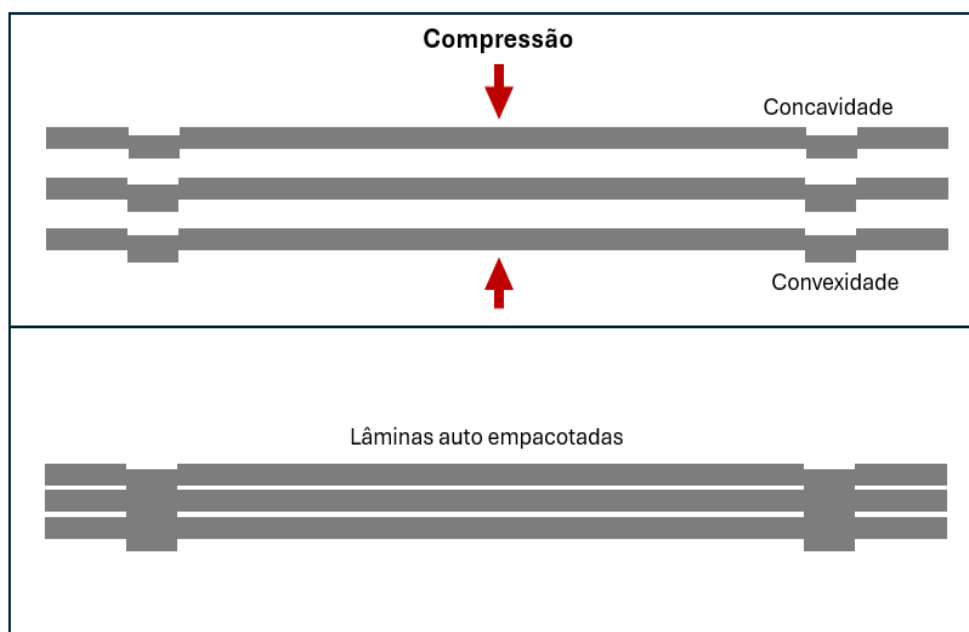 Compressão
Concavidade
Convexidade
Lâminas auto empacotadas